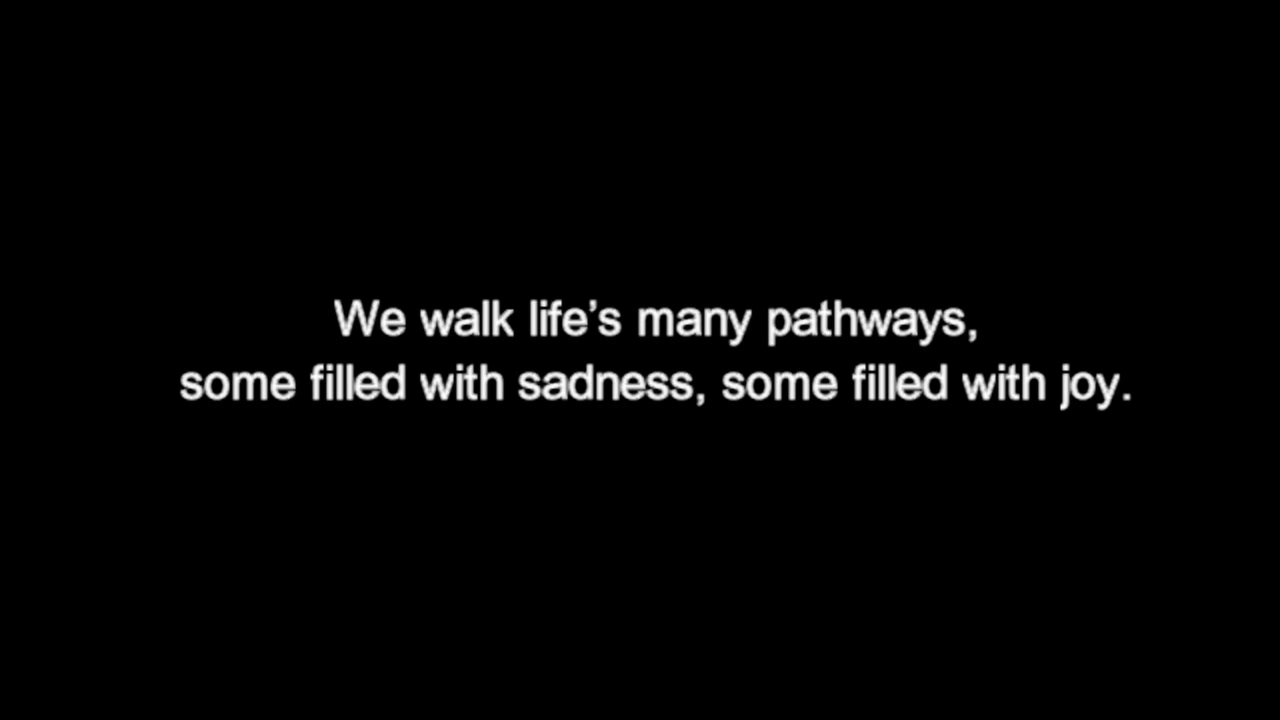 We walk life’s many pathways,
some filled with sadness, some filled with joy.